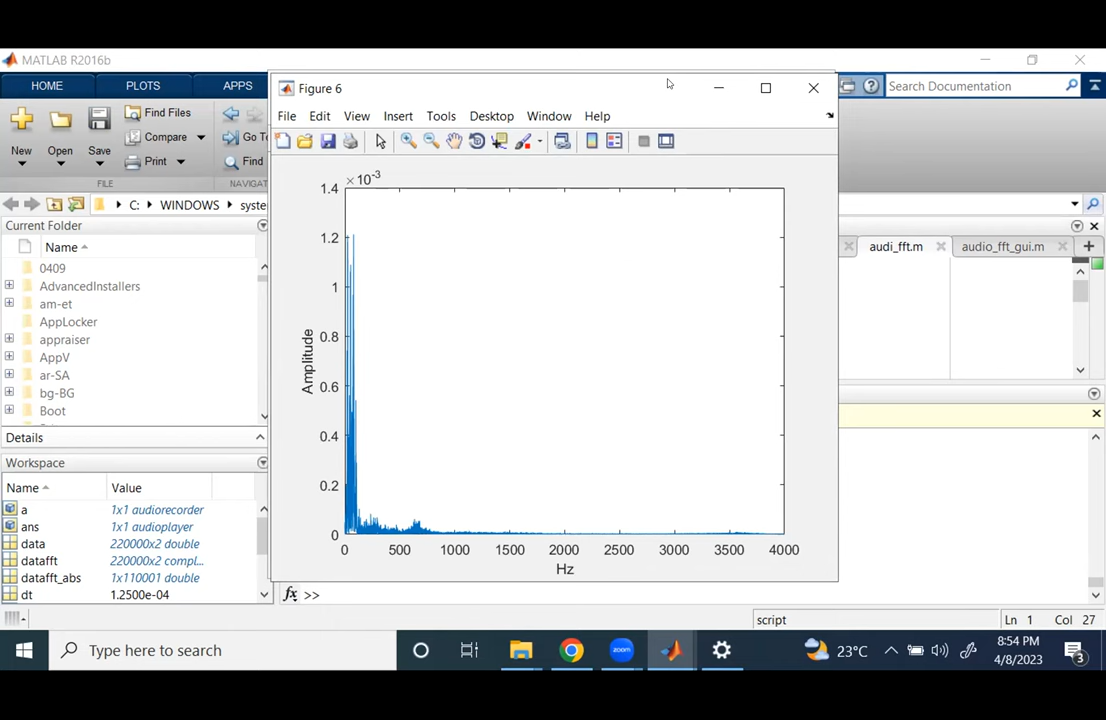 MATLAB R2016b
HOME
PLOTS
APPS
Search Documentation
New
Open
Save
Find Files
Compare
Print
Go To
Find
FILE
NAVIGAT
C: WINDOWS syste
Current Folder
Name
0409
AdvancedInstallers
am-et
AppLocker
appraiser
AppV
ar-SA
bg-BG
Boot
Details
Workspace
Name Value
a 1x1 audiorecorder
ans 1x1 audioplayer
data 220000x2 double
datafft 220000x2 compl...
datafft_abs 1x110001 double
dt 1.2500e-04
Figure 6
File Edit View Insert Tools Desktop Window Help
×10-3
1.4
1.2
1
0.8
0.6
0.4
0.2
0
Amplitude
0 500 1000 1500 2000 2500 3000 3500 4000
Hz
audi_fft.m
audio_fft_gui.m
fx >>
script
Ln 1 Col 27
Type here to search
zoom
23°C
8:54 PM
4/8/2023
3